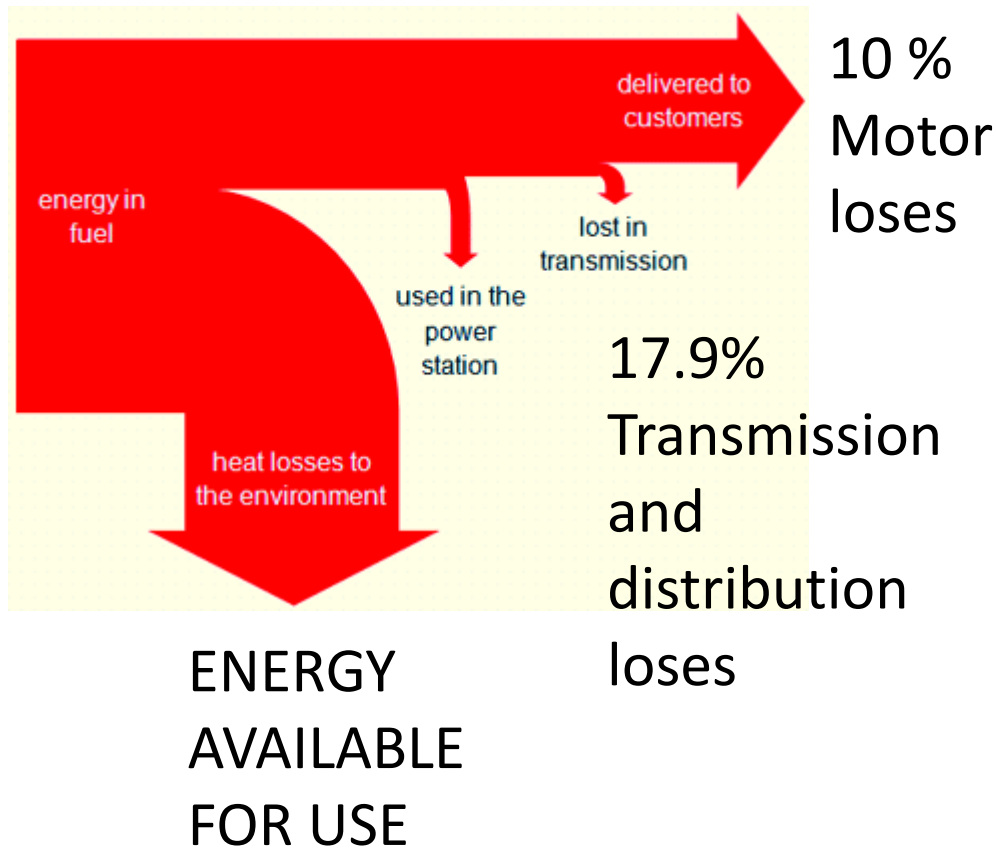 delivered to
customers
10 %
Motor
loses
energy in
fuel
lost in
transmission
used in the
power
station
17.9%
Transmission
and
distribution
loses
heat losses to
the environment
ENERGY
AVAILABLE
FOR USE